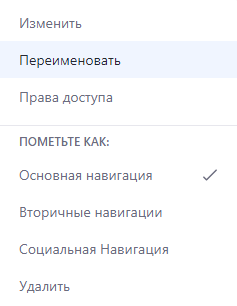 Изменить
Переименовать
Права доступа
ПОМЕТЬТЕ КАК:
Основная навигация
Вторичные навигации
Социальная Навигация
Удалить